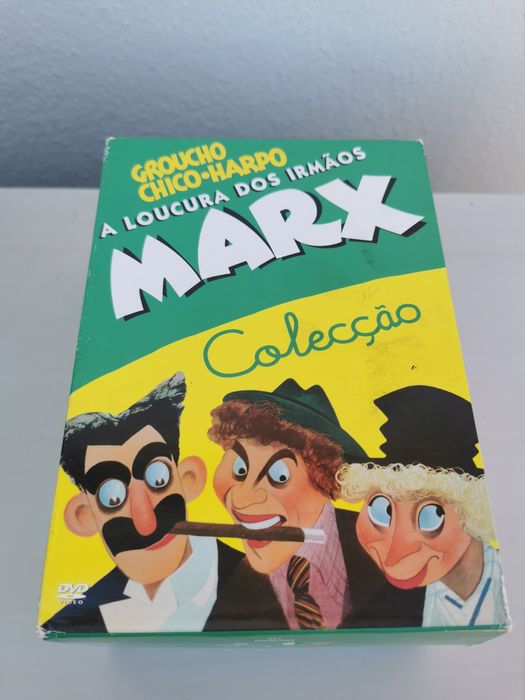 GROUCHO
CHICO·HARPO
A LOUCURA DOS IRMÃOS
MARX
Colecção
DVD
VIDEO